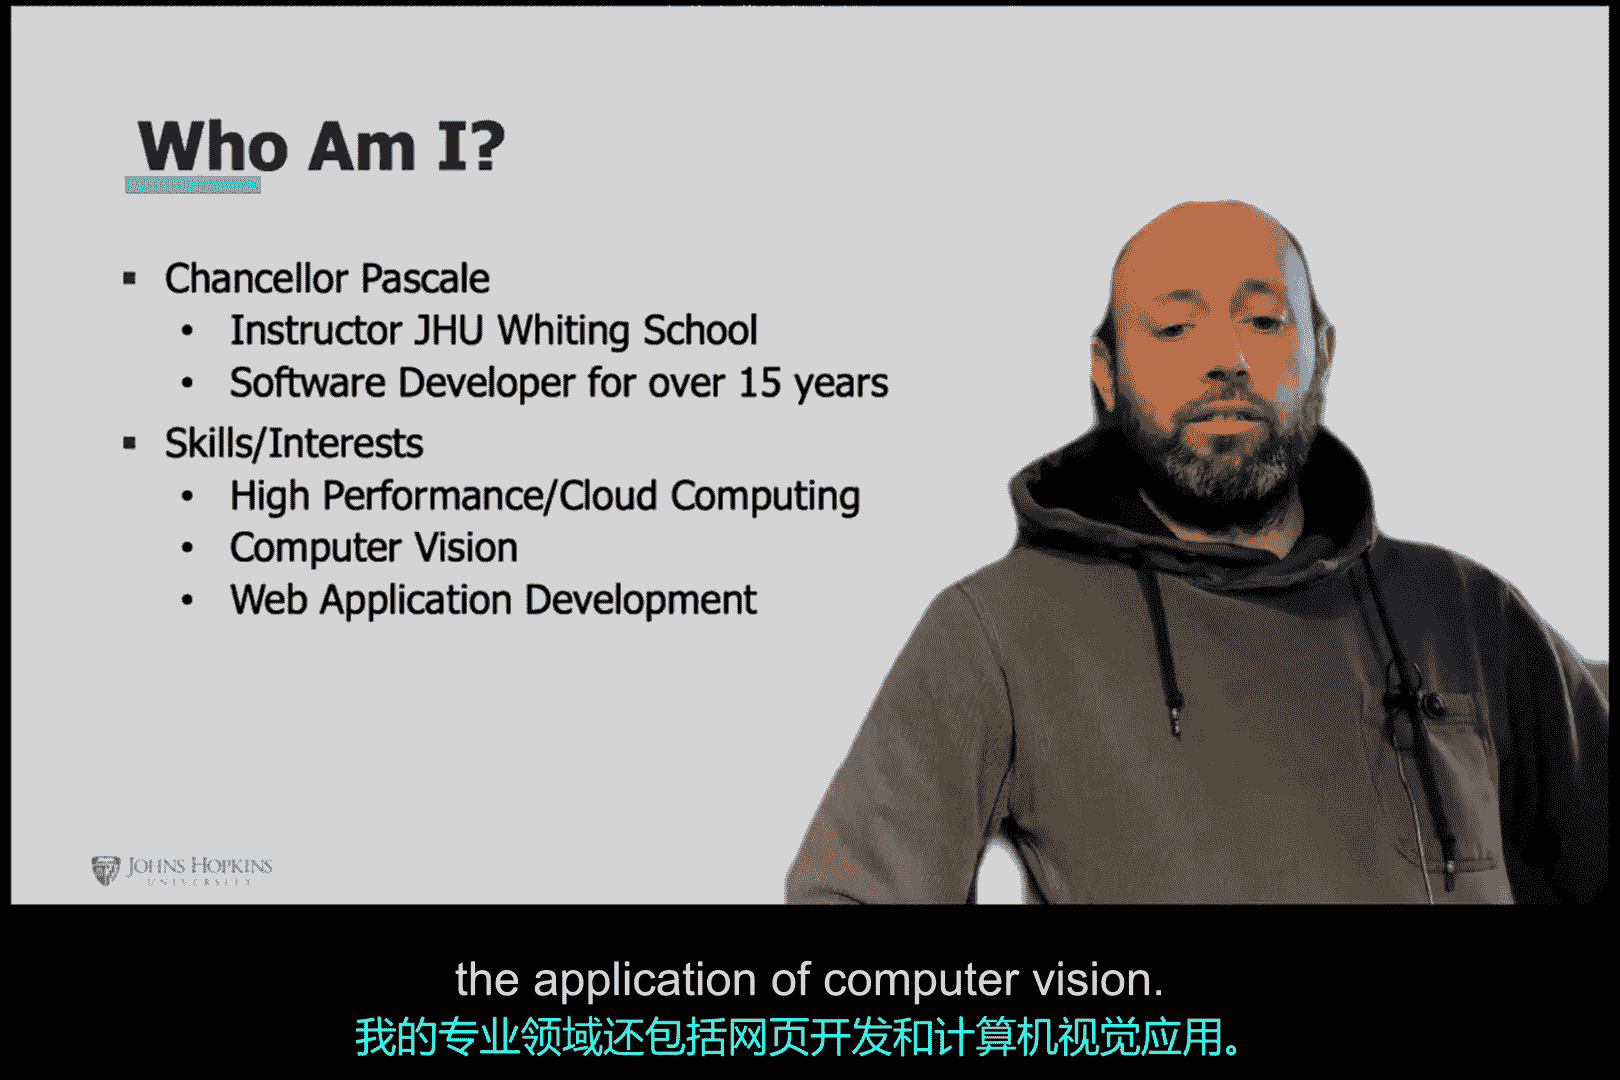 Who Am I?
Chancellor Pascale
Instructor JHU Whiting School
Software Developer for over 15 years
Skills/Interests
High Performance/Cloud Computing
Computer Vision
Web Application Development
JOHNS HOPKINS
UNIVERSITY
the application of computer vision.
我的专业领域还包括网页开发和计算机视觉应用。